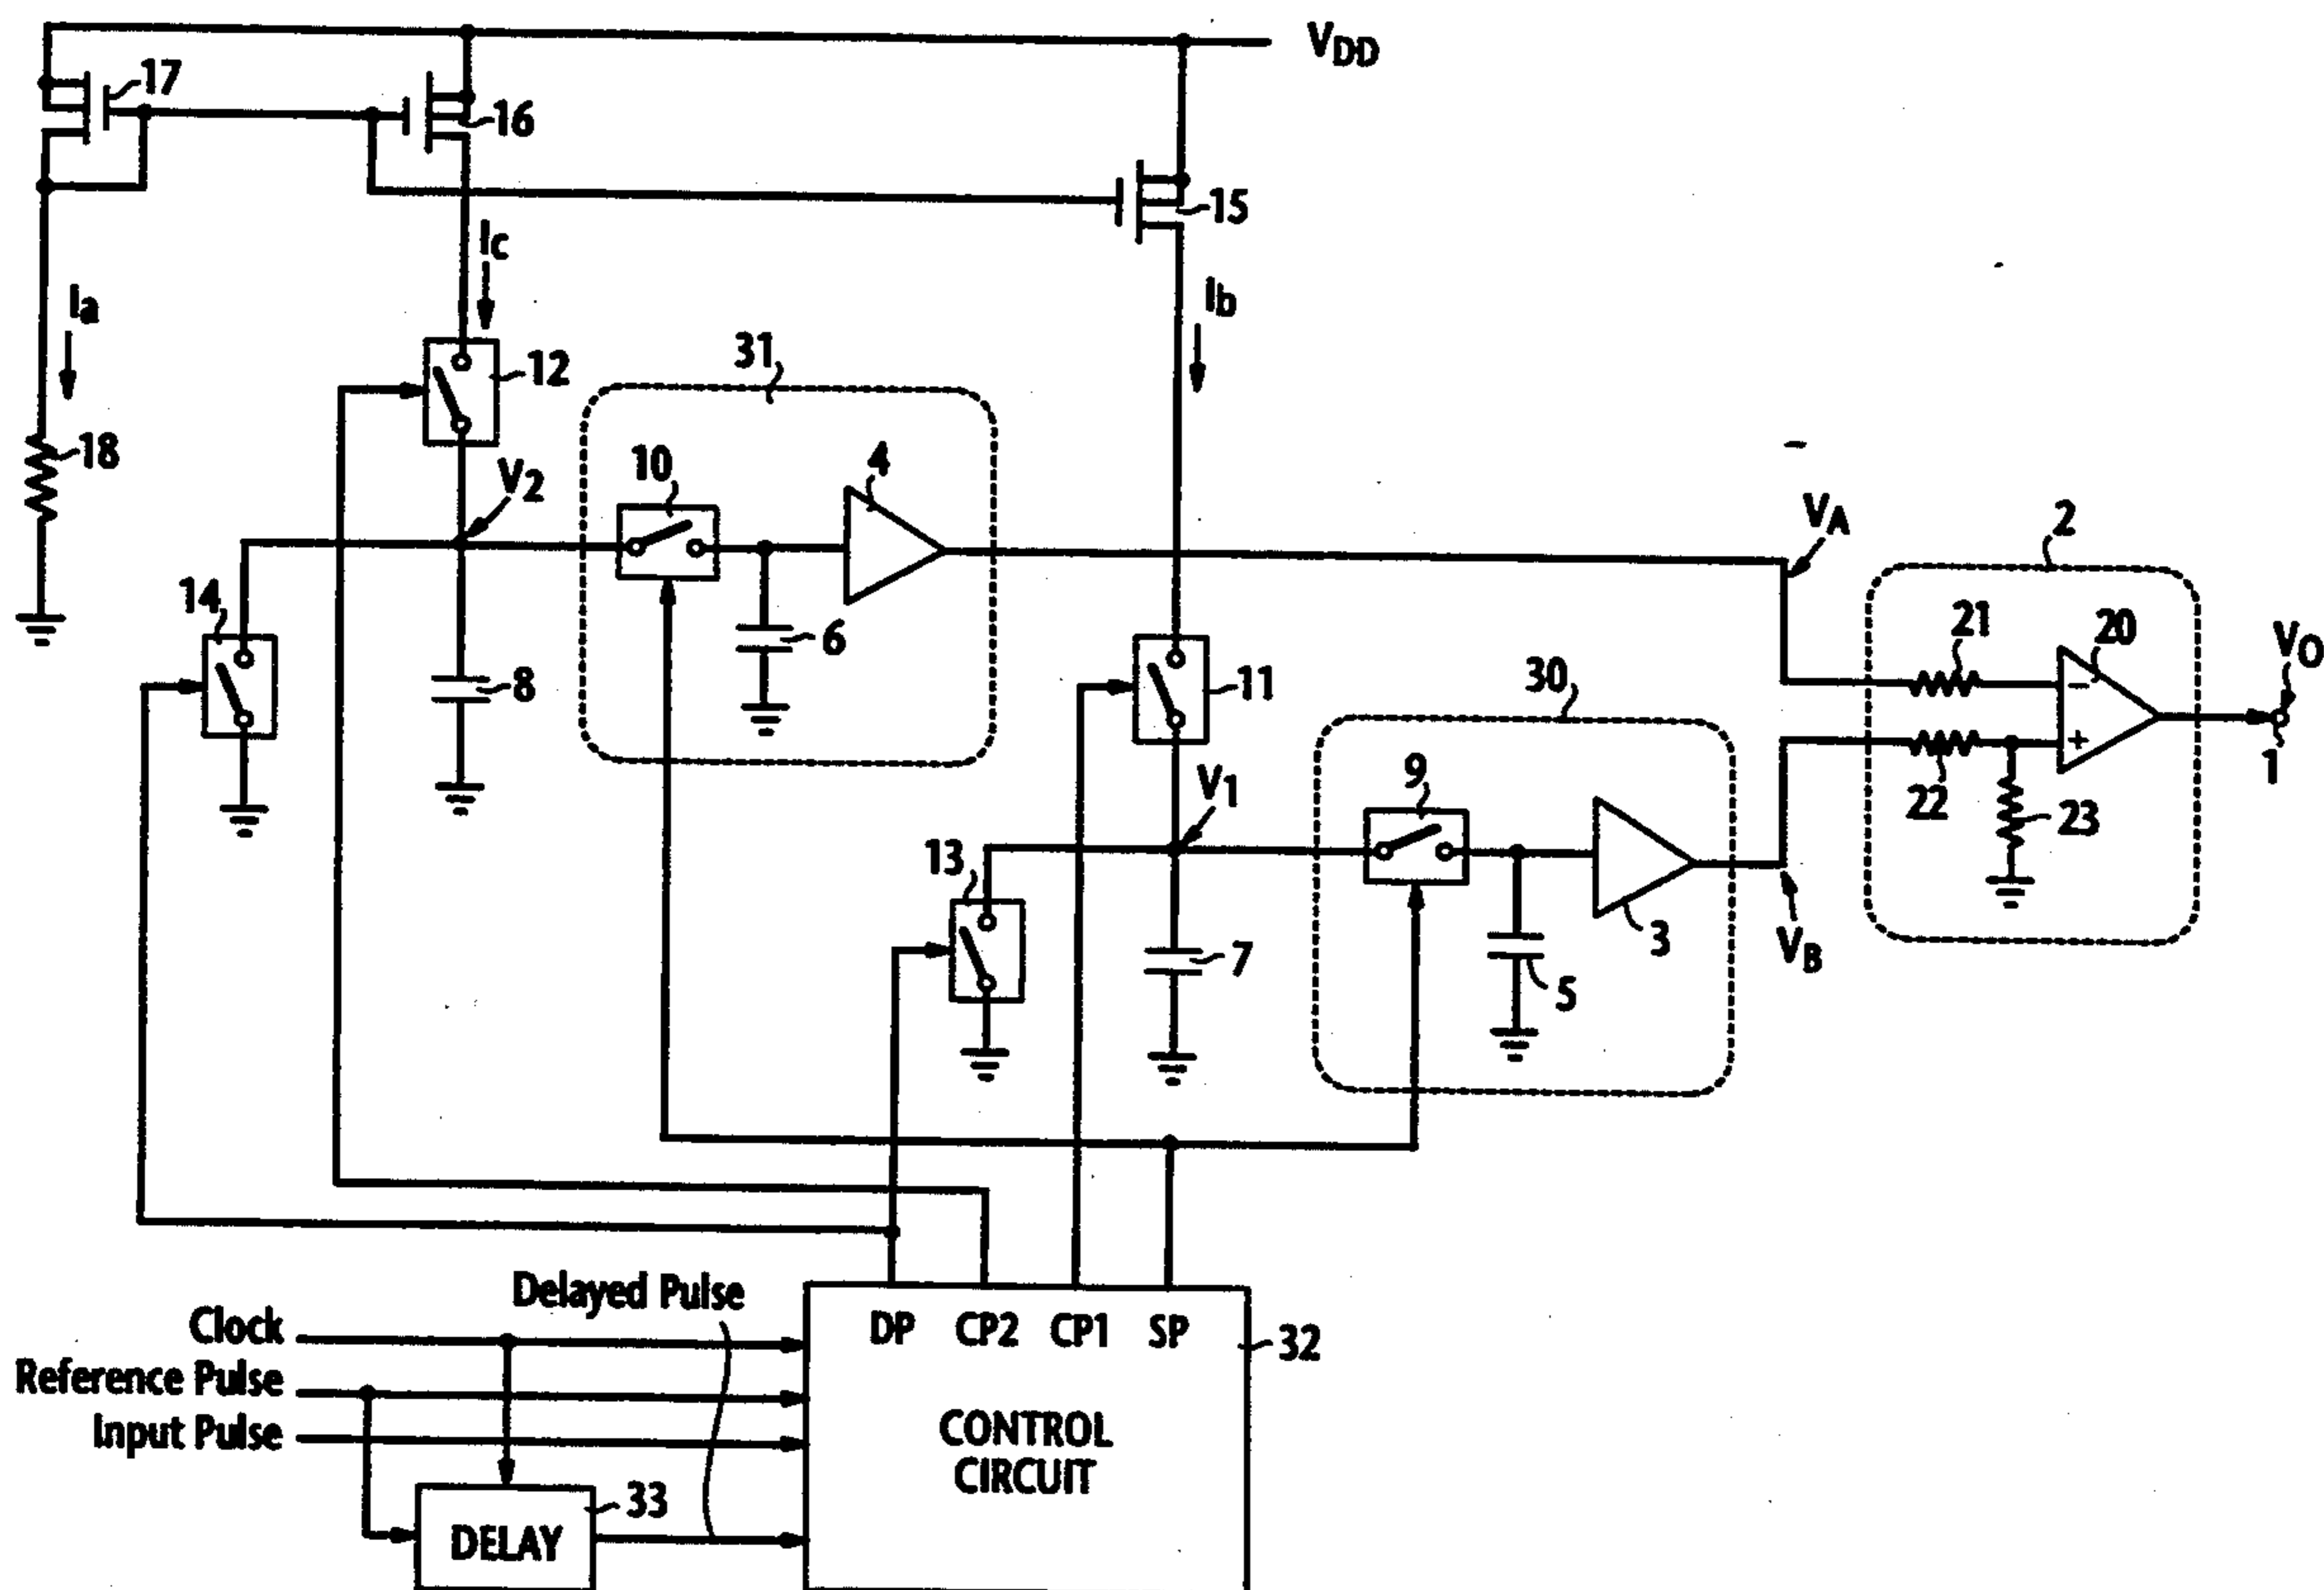 VDD
17
16
15
Ic
Ia
Ib
31
12
18
V2
10
4
VA
2
14
6
8
11
21
20
VO
30
22
23
1
V1
9
13
7
5
3
VB
Delayed Pulse
Clock
DP CP2 CP1 SP
32
Reference Pulse
Input Pulse
CONTROL
CIRCUIT
33
DELAY